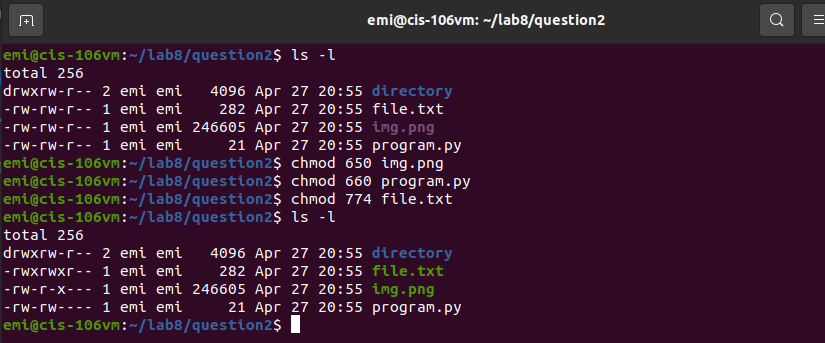 emi@cis-106vm: ~/lab8/question2
emi@cis-106vm:~/lab8/question2$ ls -l
total 256
drwxrw-r-- 2 emi emi   4096 Apr 27 20:55 directory
-rw-rw-r-- 1 emi emi    282 Apr 27 20:55 file.txt
-rw-rw-r-- 1 emi emi 246605 Apr 27 20:55 img.png
-rw-rw-r-- 1 emi emi     21 Apr 27 20:55 program.py
emi@cis-106vm:~/lab8/question2$ chmod 650 img.png
emi@cis-106vm:~/lab8/question2$ chmod 660 program.py
emi@cis-106vm:~/lab8/question2$ chmod 774 file.txt
emi@cis-106vm:~/lab8/question2$ ls -l
total 256
drwxrw-r-- 2 emi emi   4096 Apr 27 20:55 directory
-rwxrwxr-- 1 emi emi    282 Apr 27 20:55 file.txt
-rw-r-x--- 1 emi emi 246605 Apr 27 20:55 img.png
-rw-rw---- 1 emi emi     21 Apr 27 20:55 program.py
emi@cis-106vm:~/lab8/question2$